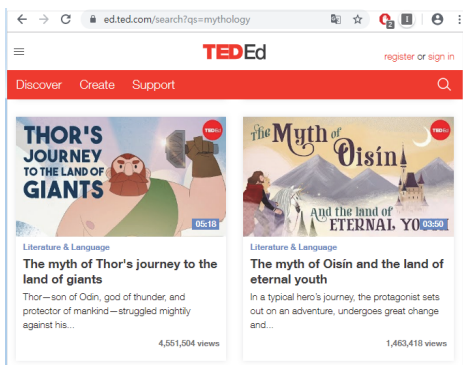 ed.ted.com/search?qs=mythology
2
TEDEd
register or sign in
Discover Create Support
THOR'S
JOURNEY
TO THE LAND OF
GIANTS
TEDEd
05:18
The Myth of
Oisín
And the land of
ETERNAL YO
TEDEd
03:50
Literature & Language
The myth of Thor's journey to the
land of giants
Thor—son of Odin, god of thunder, and
protector of mankind—struggled mightily
against his...
4,551,504 views
Literature & Language
The myth of Oisín and the land of
eternal youth
In a typical hero's journey, the protagonist sets
out on an adventure, undergoes great change
and...
1,463,418 views